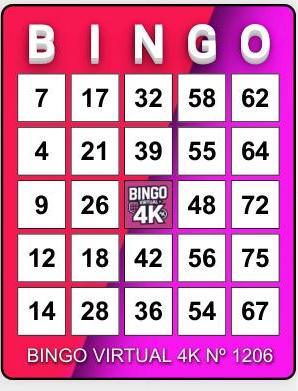 BINGO
7 17 32 58 62
4 21 39 55 64
9 26 BINGO VIRTUAL 4K 48 72
12 18 42 56 75
14 28 36 54 67
BINGO VIRTUAL 4K Nº 1206